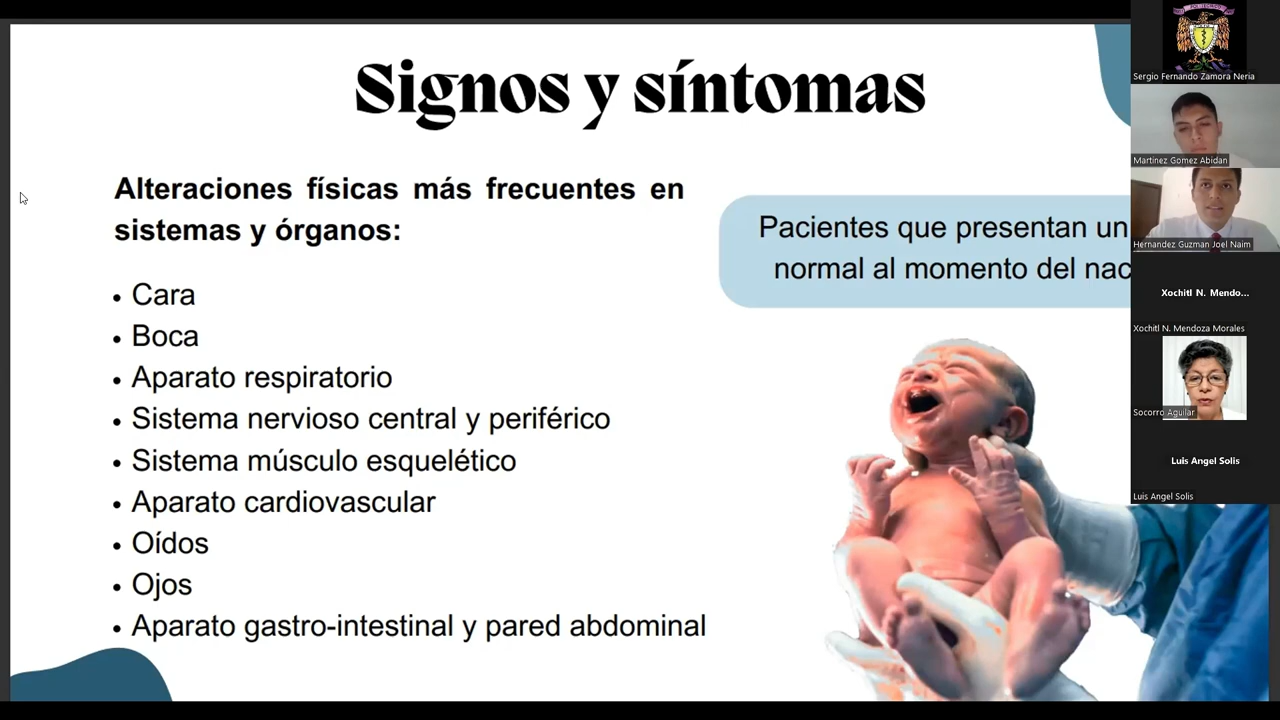 Signos y síntomas
Alteraciones físicas más frecuentes en
sistemas y órganos:
• Cara
• Boca
• Aparato respiratorio
• Sistema nervioso central y periférico
• Sistema músculo esquelético
• Aparato cardiovascular
• Oídos
• Ojos
• Aparato gastro-intestinal y pared abdominal
Pacientes que presentan un
normal al momento del nac
Sergio Fernando Zamora Neria
Martinez Gomez Abidan
Hernandez Guzman Joel Naim
Xochitl N. Mendo...
Xochitl N. Mendoza Morales
Socorro Aguilar
Luis Angel Solis
Luis Angel Solis